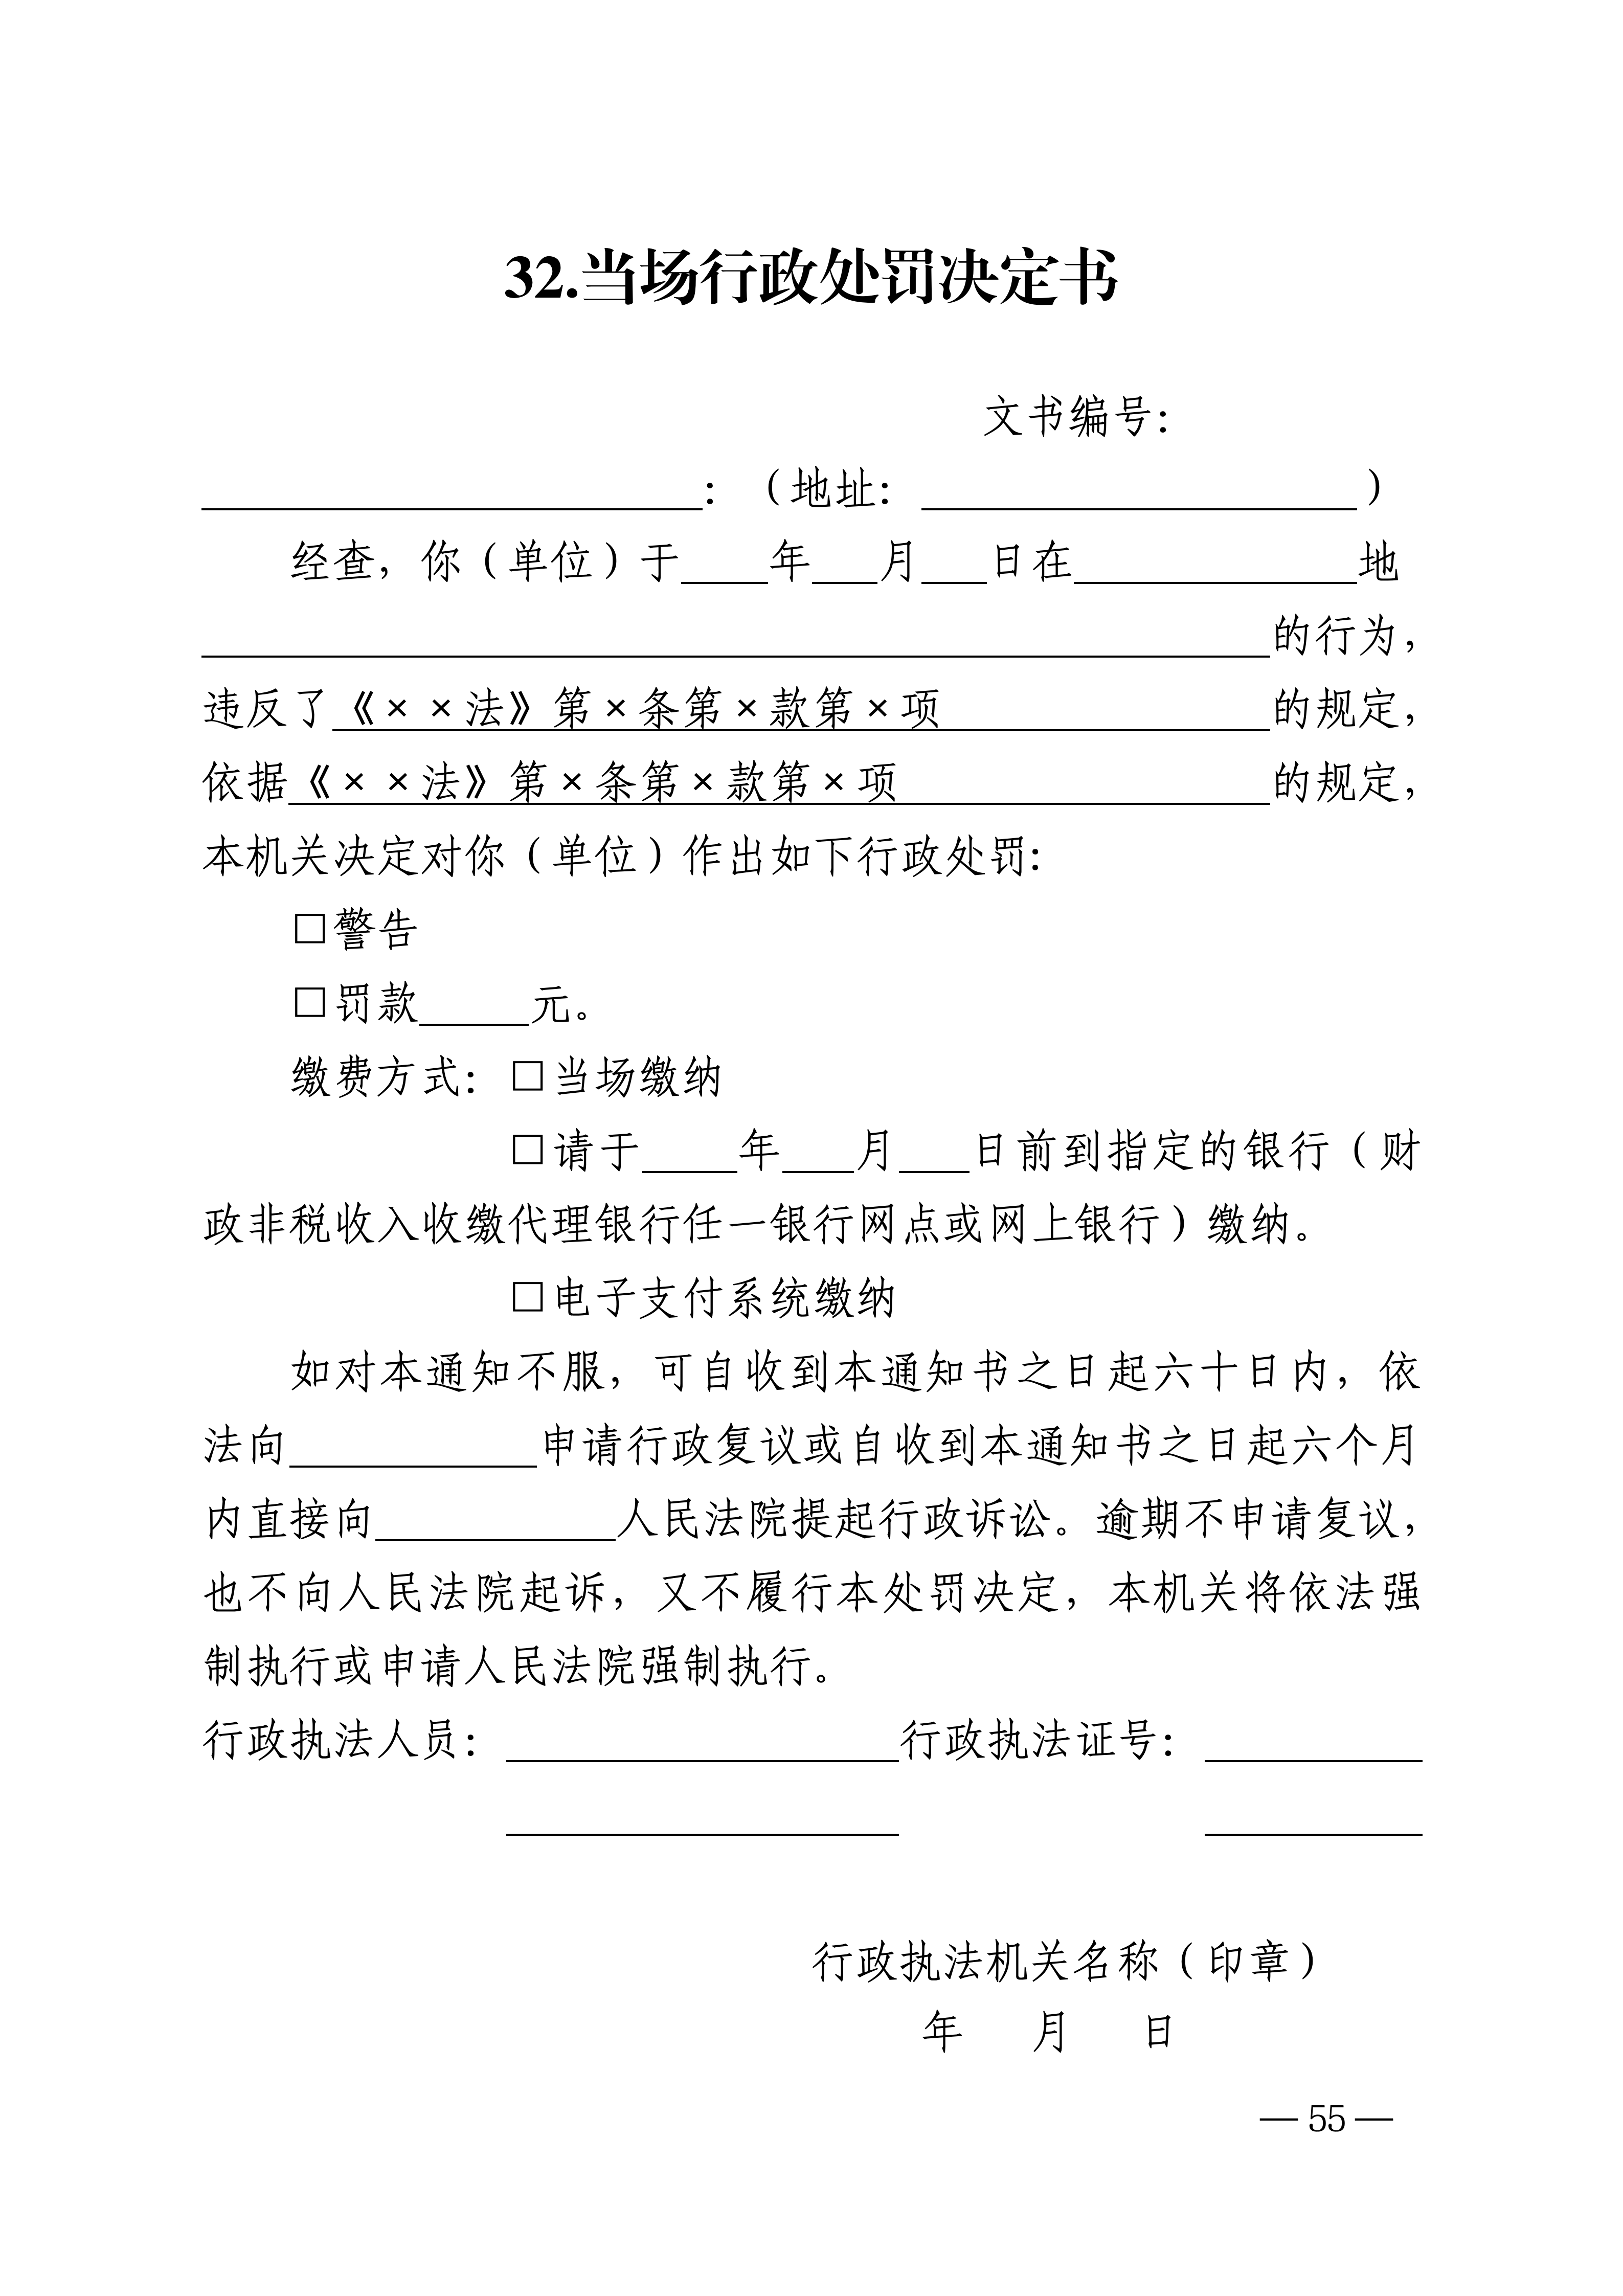 32.当场行政处罚决定书
文书编号：
____________________：（地址：____________________）
经查，你（单位）于____年___月___日在____________地
________________________________________的行为，
违反了《××法》第×条第×款第×项____________的规定，
依据《××法》第×条第×款第×项____________的规定，
本机关决定对你（单位）作出如下行政处罚：
□警告
□罚款_____元。
缴费方式：□当场缴纳
□请于____年___月___日前到指定的银行（财
政非税收入收缴代理银行任一银行网点或网上银行）缴纳。
□电子支付系统缴纳
如对本通知不服，可自收到本通知书之日起六十日内，依
法向___________申请行政复议或自收到本通知书之日起六个月
内直接向___________人民法院提起行政诉讼。逾期不申请复议，
也不向人民法院起诉，又不履行本处罚决定，本机关将依法强
制执行或申请人民法院强制执行。
行政执法人员：__________________行政执法证号：__________
__________________ __________
行政执法机关名称（印章）
年 月 日
— 55 —